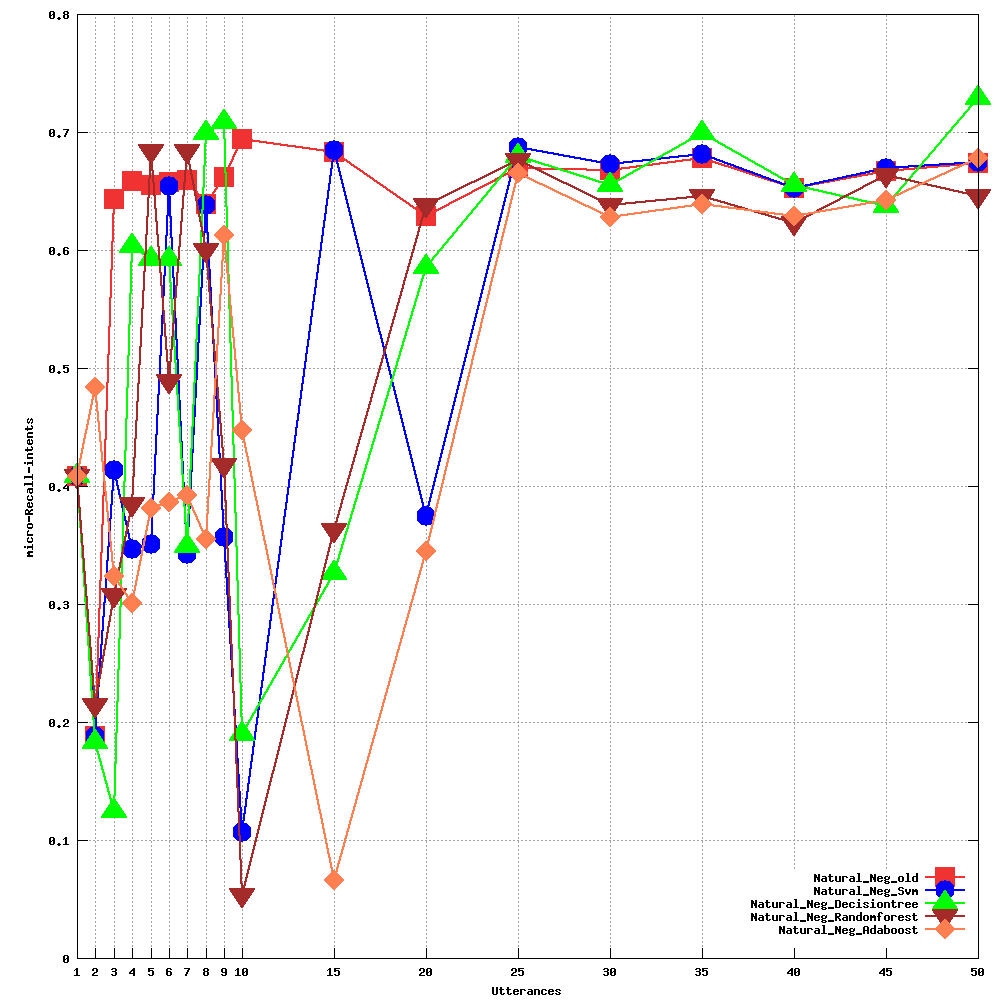 0.8
0.7
0.6
0.5
0.4
0.3
0.2
0.1
0
micro-Recall-intents
Natural_Neg_old
Natural_Neg_Svm
Natural_Neg_Decisiontree
Natural_Neg_Randomforest
Natural_Neg_Adaboost
1 2 3 4 5 6 7 8 9 10 15 20 25 30 35 40 45 50
Utterances